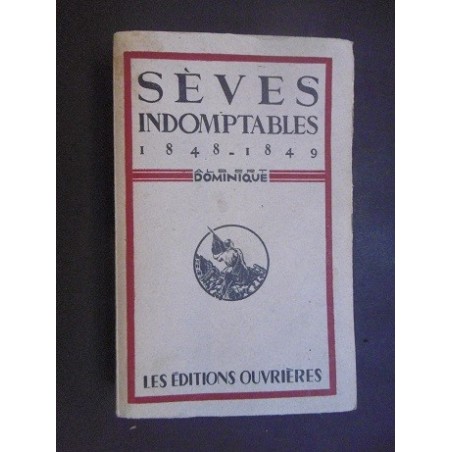 SÈVES
INDOMPTABLES
1848-1849
DOMINIQUE
LES ÉDITIONS OUVRIÈRES